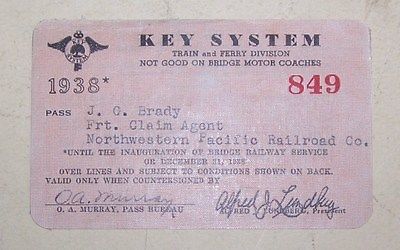 KEY SYSTEM
TRAIN and FERRY DIVISION
NOT GOOD ON BRIDGE MOTOR COACHES
1938*
849
PASS J. C. Brady
Frt. Claim Agent
Northwestern Pacific Railroad Co.
*UNTIL THE INAUGURATION OF BRIDGE RAILWAY SERVICE
OR DECEMBER 31, 1938
OVER LINES AND SUBJECT TO CONDITIONS SHOWN ON BACK.
VALID ONLY WHEN COUNTERSIGNED BY
O.A. Murray
Alfred J. Lundberg
O. A. MURRAY, PASS BUREAU
ALFRED J. LUNDBERG, President